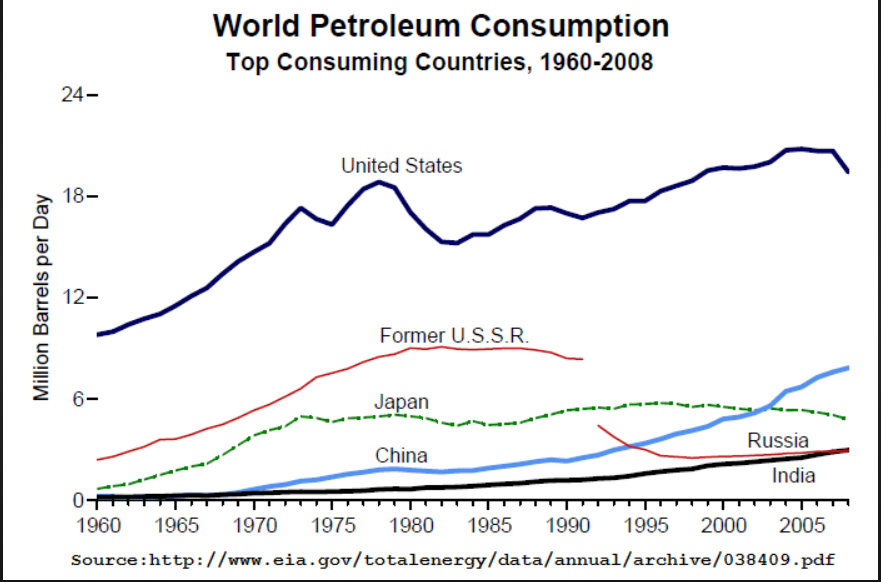 World Petroleum Consumption
Top Consuming Countries, 1960-2008
Million Barrels per Day
24
18
12
6
0
United States
Former U.S.S.R.
Japan
China
Russia
India
1960 1965 1970 1975 1980 1985 1990 1995 2000 2005
Source:http://www.eia.gov/totalenergy/data/annual/archive/038409.pdf